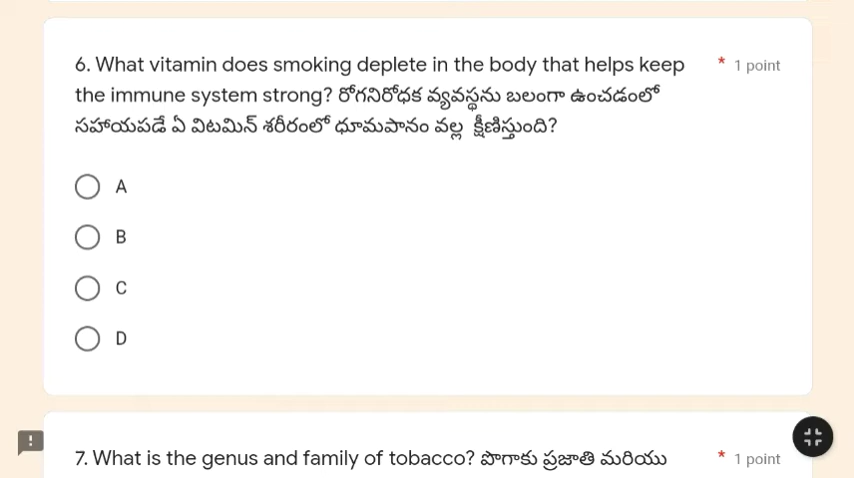 6. What vitamin does smoking deplete in the body that helps keep * 1 point
the immune system strong? రోగనిరోధక వ్యవస్థను బలంగా ఉంచడంలో
సహాయపడే ఏ విటమిన్ శరీరంలో ధూమపానం వల్ల క్షీణిస్తుంది?
A
B
C
D
7. What is the genus and family of tobacco? పొగాకు ప్రజాతి మరియు * 1 point